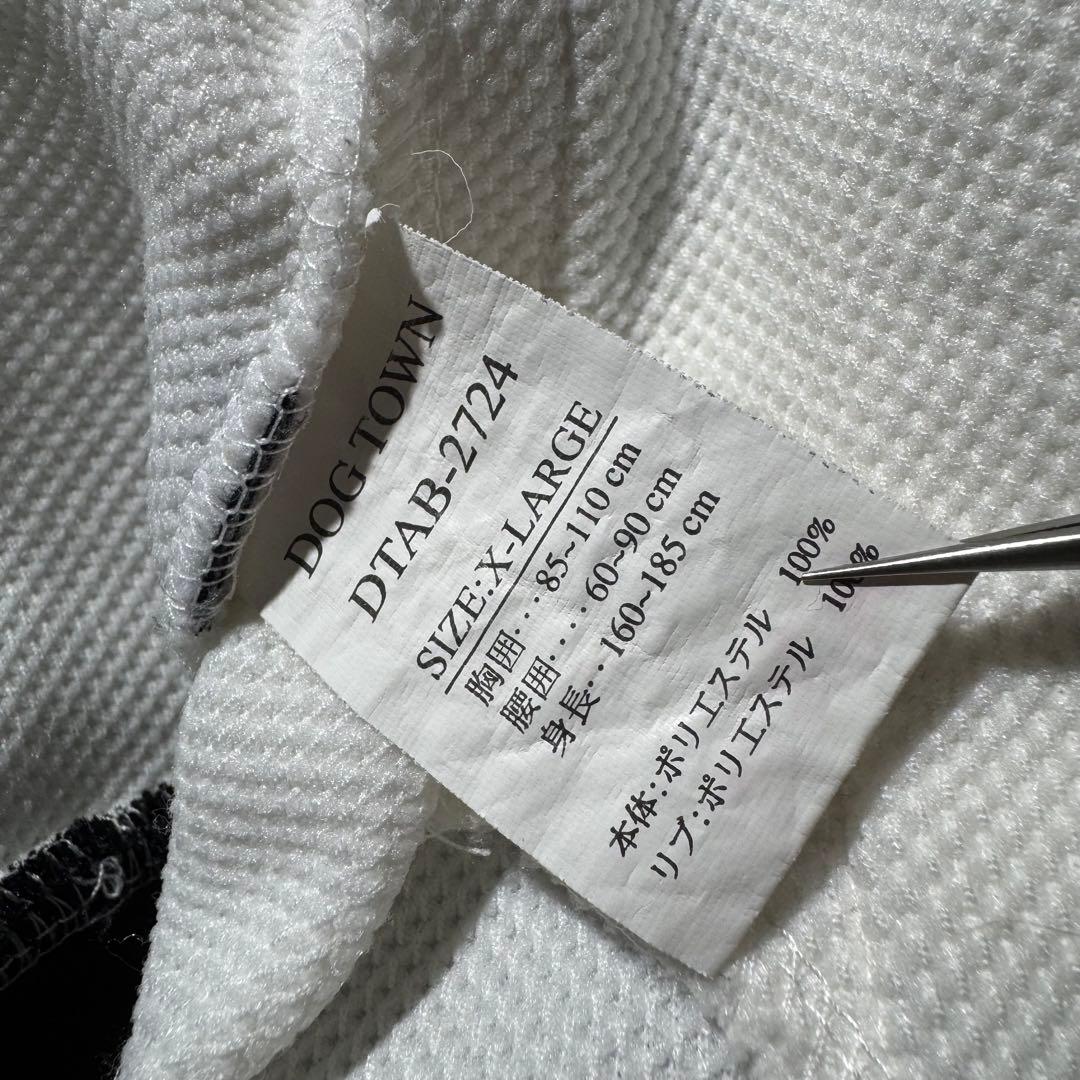 DOG TOWN
DTAB-2724
SIZE:X-LARGE
胸囲...85~110 cm
腰囲....60~90 cm
身長..160~185 cm
本体:ポリエステル 100%
リブ:ポリエステル 100%